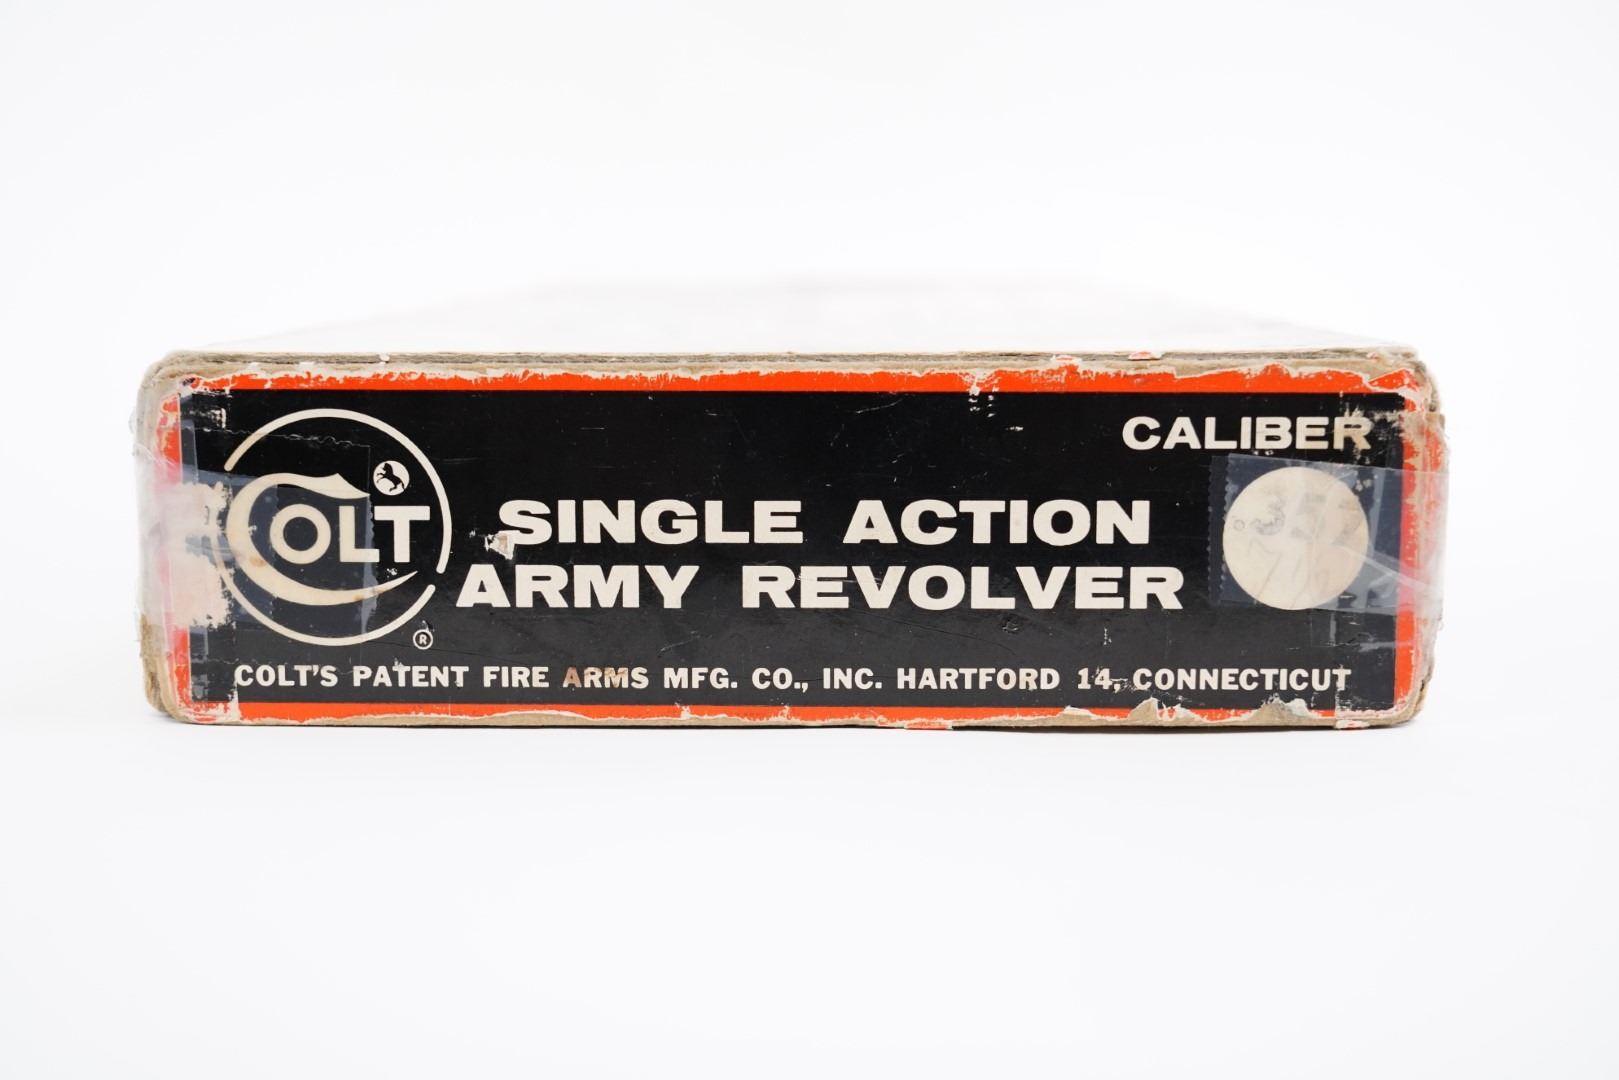 CALIBER
COLT
SINGLE ACTION
ARMY REVOLVER
®
COLT'S PATENT FIRE ARMS MFG. CO., INC. HARTFORD 14, CONNECTICUT